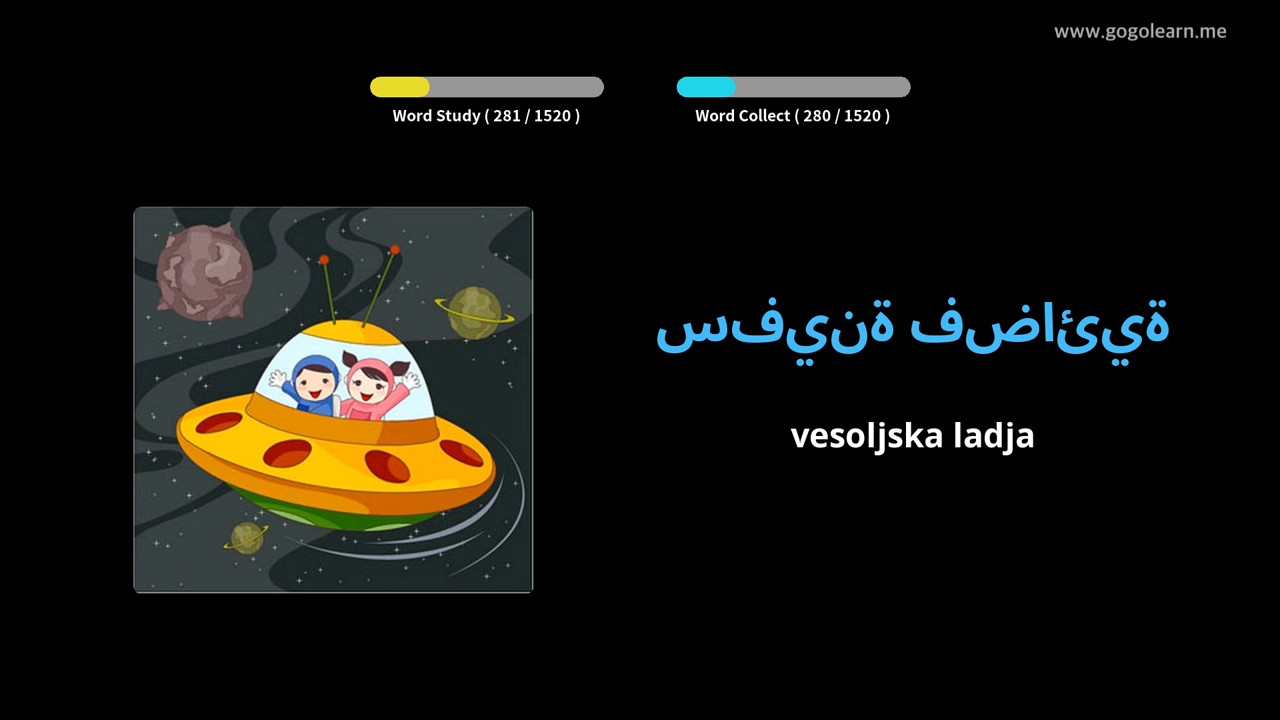 www.gogolearn.me
Word Study ( 281 / 1520 )
Word Collect ( 280 / 1520 )
سفينة فضائية
vesoljska ladja